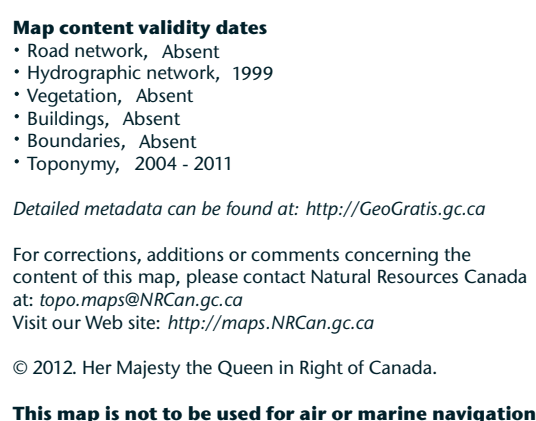 Map content validity dates
• Road network, Absent
• Hydrographic network, 1999
• Vegetation, Absent
• Buildings, Absent
• Boundaries, Absent
• Toponymy, 2004 - 2011
Detailed metadata can be found at: http://GeoGratis.gc.ca
For corrections, additions or comments concerning the
content of this map, please contact Natural Resources Canada
at: topo.maps@NRCan.gc.ca
Visit our Web site: http://maps.NRCan.gc.ca
© 2012. Her Majesty the Queen in Right of Canada.
This map is not to be used for air or marine navigation